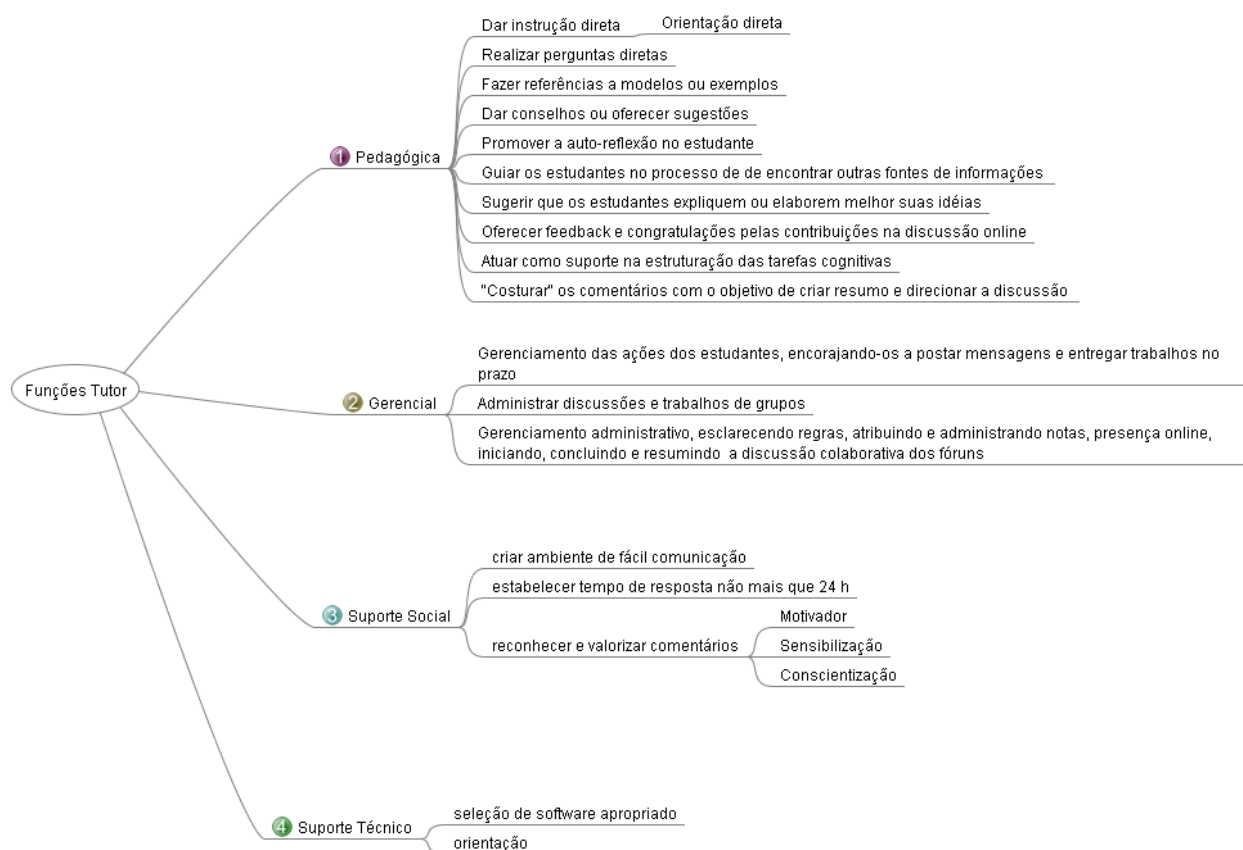 Funções Tutor
1 Pedagógica
Dar instrução direta
Orientação direta
Realizar perguntas diretas
Fazer referências a modelos ou exemplos
Dar conselhos ou oferecer sugestões
Promover a auto-reflexão no estudante
Guiar os estudantes no processo de de encontrar outras fontes de informações
Sugerir que os estudantes expliquem ou elaborem melhor suas idéias
Oferecer feedback e congratulações pelas contribuições na discussão online
Atuar como suporte na estruturação das tarefas cognitivas
"Costurar" os comentários com o objetivo de criar resumo e direcionar a discussão
2 Gerencial
Gerenciamento das ações dos estudantes, encorajando-os a postar mensagens e entregar trabalhos no
prazo
Administrar discussões e trabalhos de grupos
Gerenciamento administrativo, esclarecendo regras, atribuindo e administrando notas, presença online,
iniciando, concluindo e resumindo  a discussão colaborativa dos fóruns
3 Suporte Social
criar ambiente de fácil comunicação
estabelecer tempo de resposta não mais que 24 h
reconhecer e valorizar comentários
Motivador
Sensibilização
Conscientização
4 Suporte Técnico
seleção de software apropriado
orientação